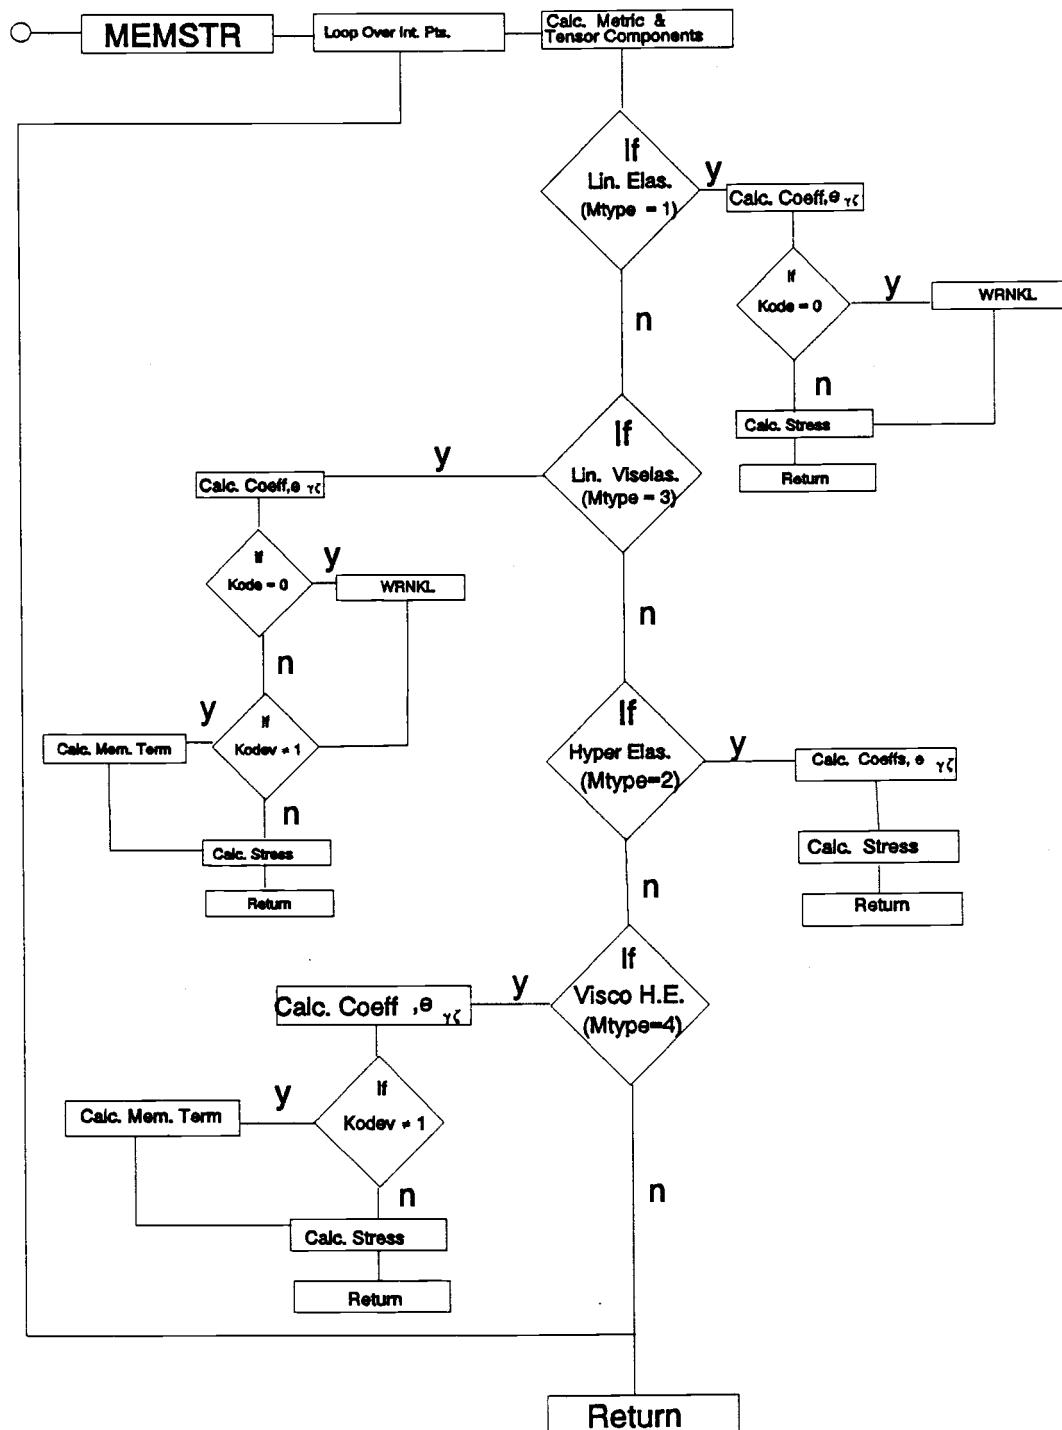 MEMSTR
Loop Over Int. Pts.
Calc. Metric &
Tensor Components
If
Lin. Elas.
(Mtype = 1)
y
Calc. Coeff,e γζ
If
Kode = 0
y
WRNKL
n
Calc. Stress
Return
n
If
Lin. Viselas.
(Mtype = 3)
y
Calc. Coeff,e γζ
If
Kode = 0
y
WRNKL
n
If
Kodev ≠ 1
y
Calc. Mem. Term
n
Calc. Stress
Return
n
If
Hyper Elas.
(Mtype=2)
y
Calc. Coeffs, e γζ
Calc. Stress
Return
n
If
Visco H.E.
(Mtype=4)
y
Calc. Coeff ,e γζ
If
Kodev ≠ 1
y
Calc. Mem. Term
n
Calc. Stress
Return
n
Return